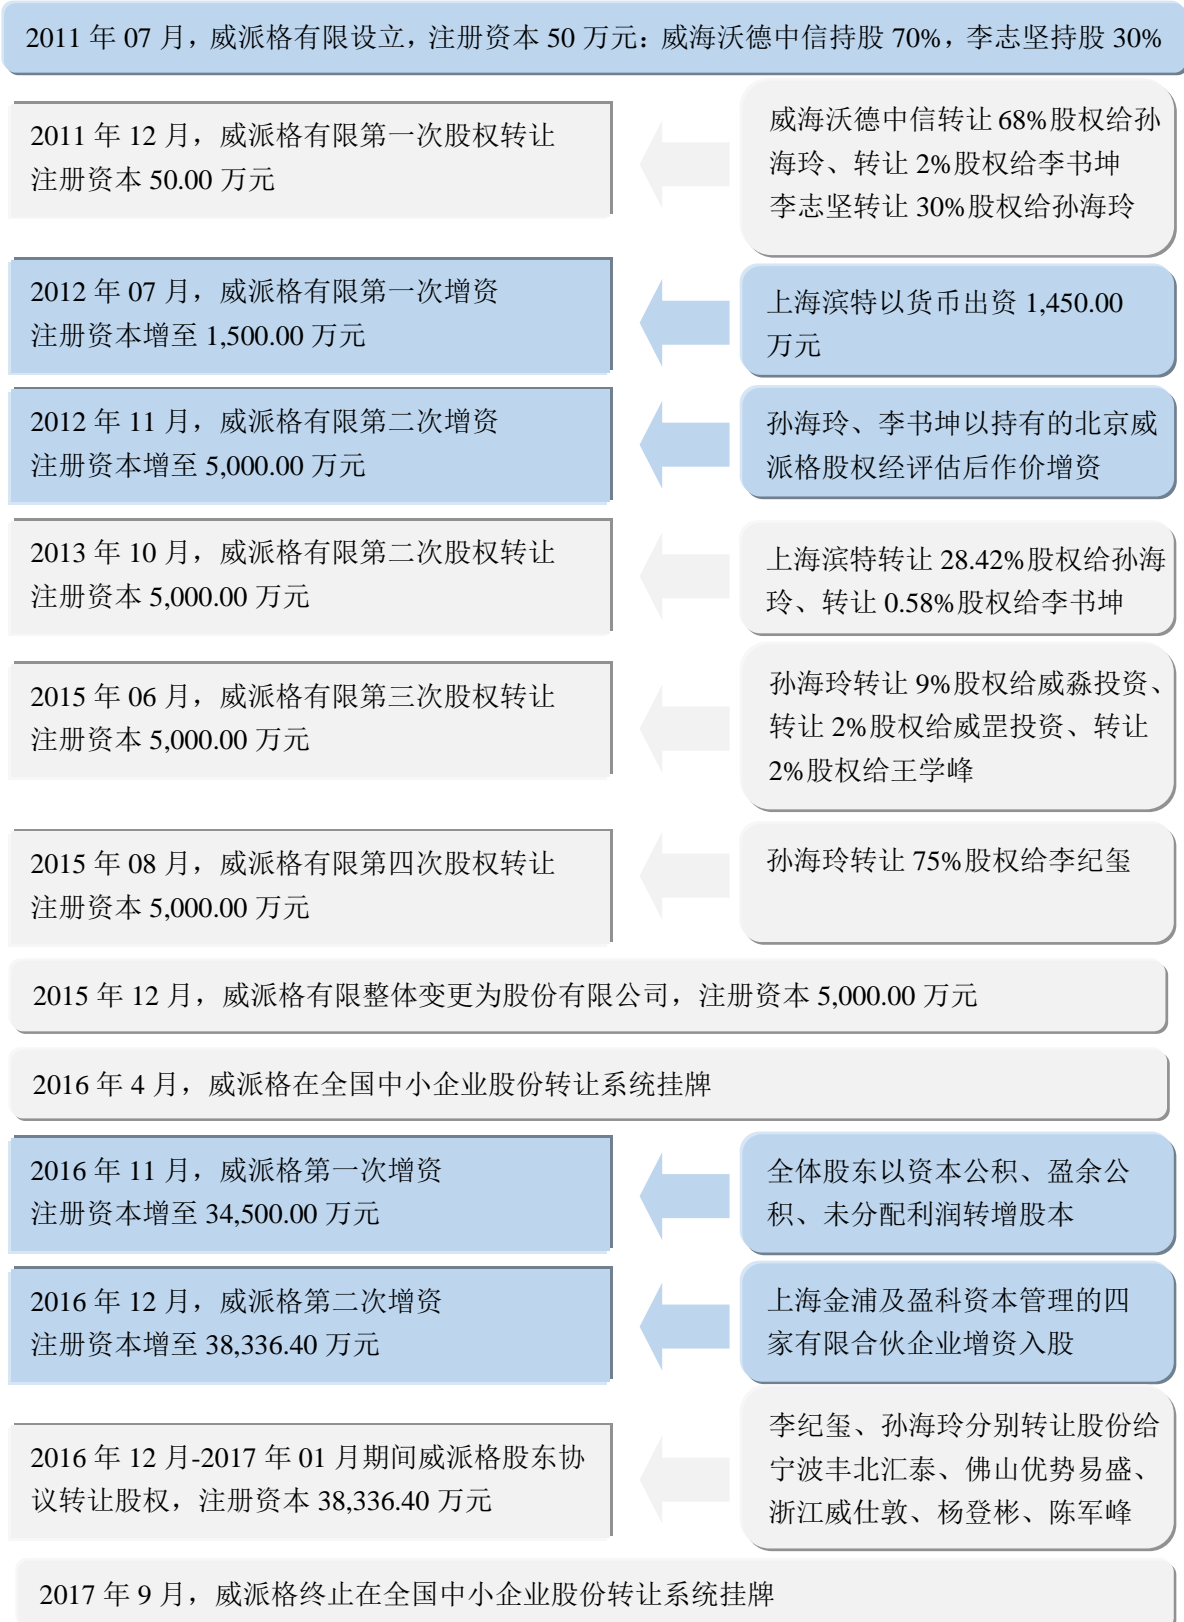 2011 年 07 月，威派格有限设立，注册资本 50 万元：威海沃德中信持股 70%，李志坚持股 30%
2011 年 12 月，威派格有限第一次股权转让
注册资本 50.00 万元
威海沃德中信转让 68%股权给孙
海玲、转让 2%股权给李书坤
李志坚转让 30%股权给孙海玲
2012 年 07 月，威派格有限第一次增资
注册资本增至 1,500.00 万元
上海滨特以货币出资 1,450.00
万元
2012 年 11 月，威派格有限第二次增资
注册资本增至 5,000.00 万元
孙海玲、李书坤以持有的北京威
派格股权经评估后作价增资
2013 年 10 月，威派格有限第二次股权转让
注册资本 5,000.00 万元
上海滨特转让 28.42%股权给孙海
玲、转让 0.58%股权给李书坤
2015 年 06 月，威派格有限第三次股权转让
注册资本 5,000.00 万元
孙海玲转让 9%股权给威淼投资、
转让 2%股权给威罡投资、转让
2%股权给王学峰
2015 年 08 月，威派格有限第四次股权转让
注册资本 5,000.00 万元
孙海玲转让 75%股权给李纪玺
2015 年 12 月，威派格有限整体变更为股份有限公司，注册资本 5,000.00 万元
2016 年 4 月，威派格在全国中小企业股份转让系统挂牌
2016 年 11 月，威派格第一次增资
注册资本增至 34,500.00 万元
全体股东以资本公积、盈余公
积、未分配利润转增股本
2016 年 12 月，威派格第二次增资
注册资本增至 38,336.40 万元
上海金浦及盈科资本管理的四
家有限合伙企业增资入股
2016 年 12 月-2017 年 01 月期间威派格股东协
议转让股权，注册资本 38,336.40 万元
李纪玺、孙海玲分别转让股份给
宁波丰北汇泰、佛山优势易盛、
浙江威仕敦、杨登彬、陈军峰
2017 年 9 月，威派格终止在全国中小企业股份转让系统挂牌